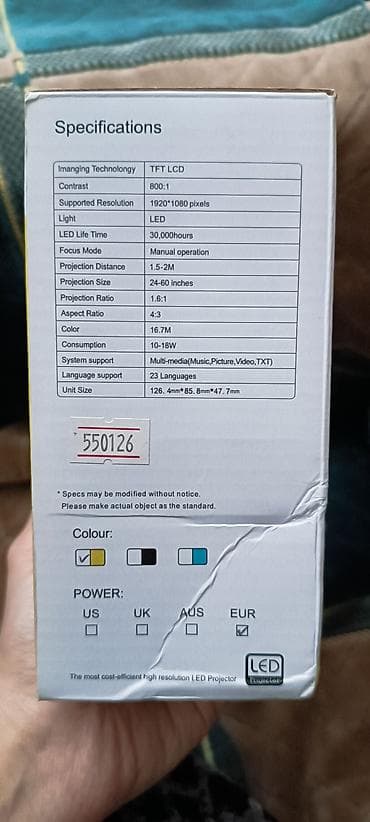 Specifications
Imanging Technolongy TFT LCD
Contrast 800:1
Supported Resolution 1920*1080 pixels
Light LED
LED Life Time 30,000hours
Focus Mode Manual operation
Projection Distance 1.5-2M
Projection Size 24-60 inches
Projection Ratio 1.6:1
Aspect Ratio 4:3
Color 16.7M
Consumption 10-18W
System support Multi-media(Music,Picture,Video,TXT)
Language support 23 Languages
Unit Size 126. 4mm*85. 8mm*47. 7mm
550126
* Specs may be modified without notice.
Please make actual object as the standard.
Colour:
POWER:
US UK AUS EUR
LED
Projector
The most cost-efficient high resolution LED Projector